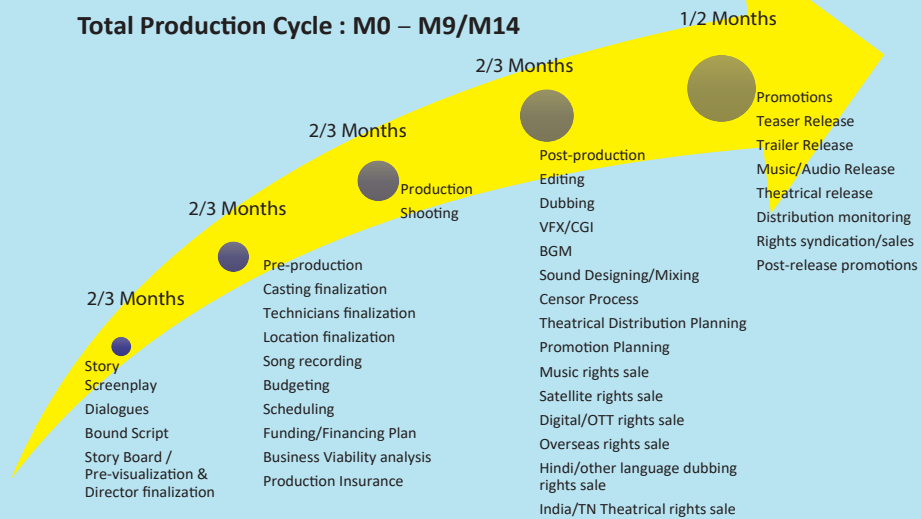 Total Production Cycle : M0 – M9/M14
2/3 Months
Story
Screenplay
Dialogues
Bound Script
Story Board /
Pre-visualization &
Director finalization
2/3 Months
Pre-production
Casting finalization
Technicians finalization
Location finalization
Song recording
Budgeting
Scheduling
Funding/Financing Plan
Business Viability analysis
Production Insurance
2/3 Months
Production
Shooting
2/3 Months
Post-production
Editing
Dubbing
VFX/CGI
BGM
Sound Designing/Mixing
Censor Process
Theatrical Distribution Planning
Promotion Planning
Music rights sale
Satellite rights sale
Digital/OTT rights sale
Overseas rights sale
Hindi/other language dubbing
rights sale
India/TN Theatrical rights sale
1/2 Months
Promotions
Teaser Release
Trailer Release
Music/Audio Release
Theatrical release
Distribution monitoring
Rights syndication/sales
Post-release promotions